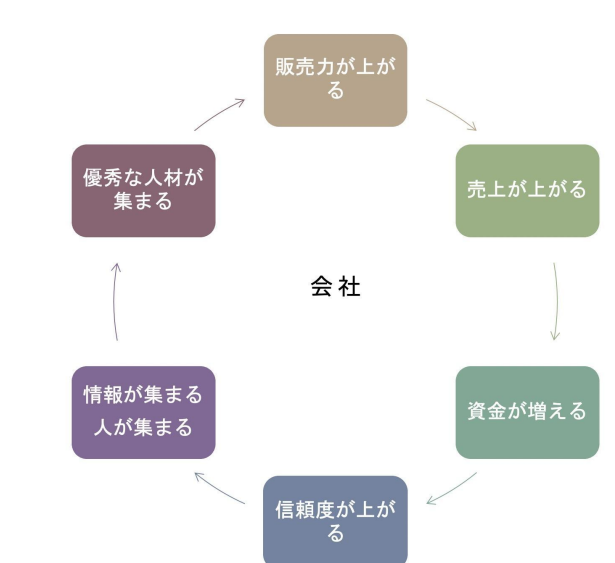 販売力が上が
る
売上が上がる
資金が増える
信頼度が上が
る
情報が集まる
人が集まる
優秀な人材が
集まる
会社